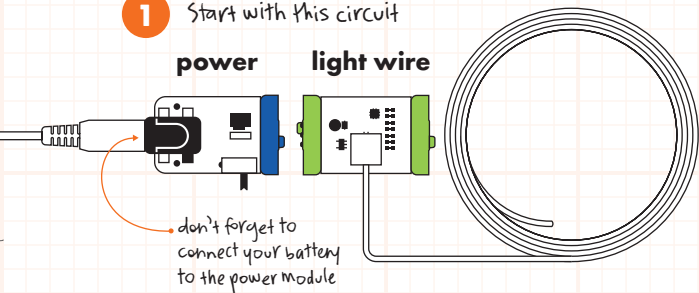 1 Start with this circuit
power light wire
don't forget to
connect your battery
to the power module